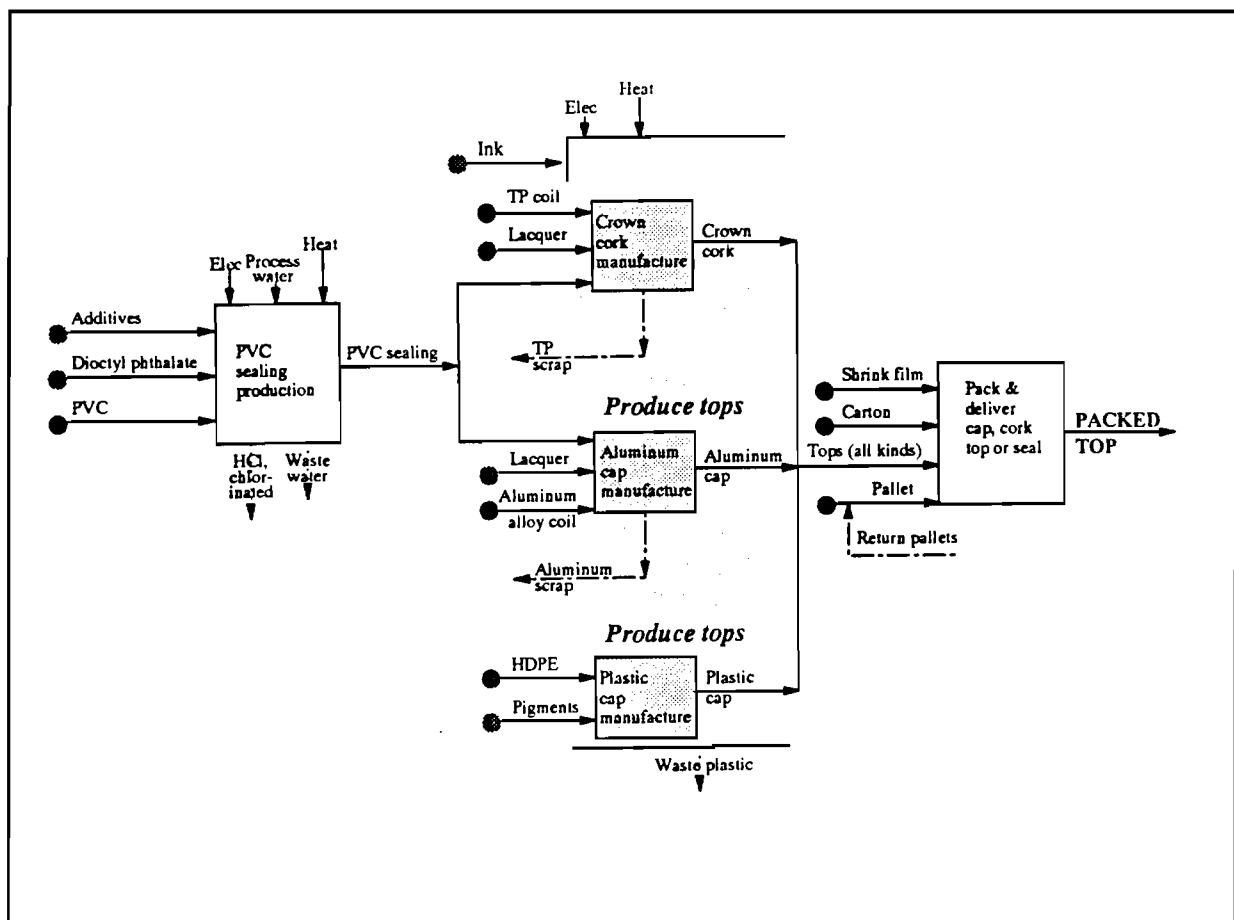 Heat
Elec
Ink
TP coil
Lacquer
Crown
cork
manufacture
Crown
cork
TP
scrap
Heat
Elec
Process
water
Additives
Dioctyl phthalate
PVC
PVC
sealing
production
PVC sealing
HCl,
chlor-
inated
Waste
water
Produce tops
Lacquer
Aluminum
alloy coil
Aluminum
cap
manufacture
Aluminum
cap
Aluminum
scrap
Produce tops
HDPE
Pigments
Plastic
cap
manufacture
Plastic
cap
Waste plastic
Shrink film
Carton
Tops (all kinds)
Pallet
Return pallets
Pack &
deliver
cap, cork
top or seal
PACKED
TOP